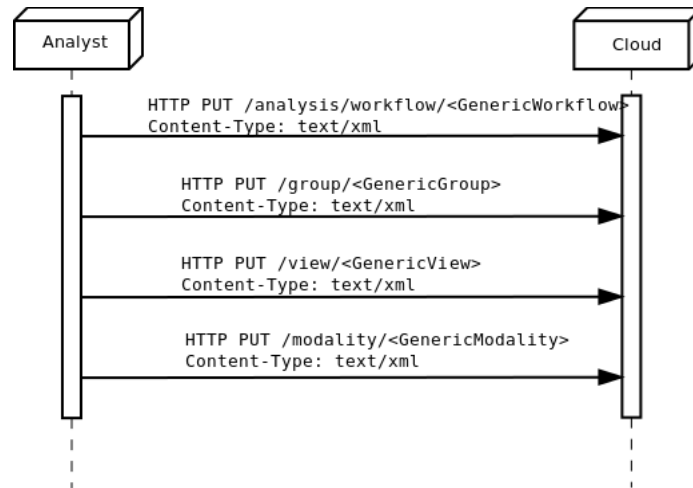 Analyst
Cloud
HTTP PUT /analysis/workflow/<GenericWorkflow>
Content-Type: text/xml
HTTP PUT /group/<GenericGroup>
Content-Type: text/xml
HTTP PUT /view/<GenericView>
Content-Type: text/xml
HTTP PUT /modality/<GenericModality>
Content-Type: text/xml